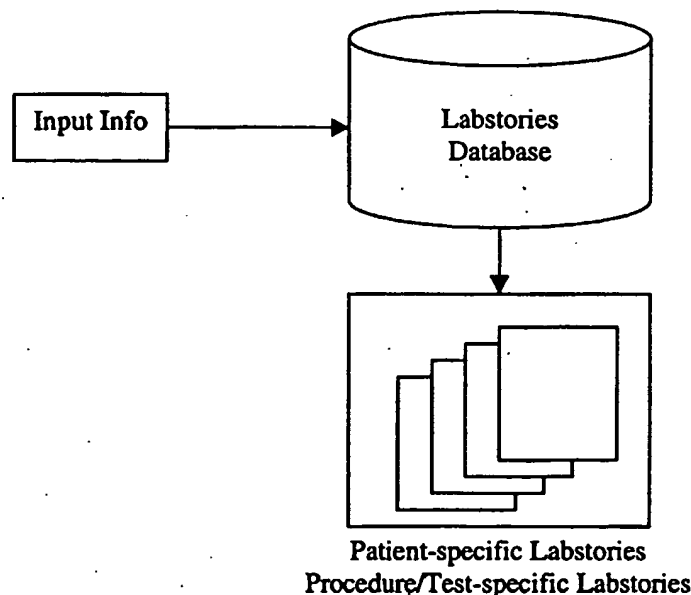 Input Info
Labstories
Database
Patient-specific Labstories
Procedure/Test-specific Labstories